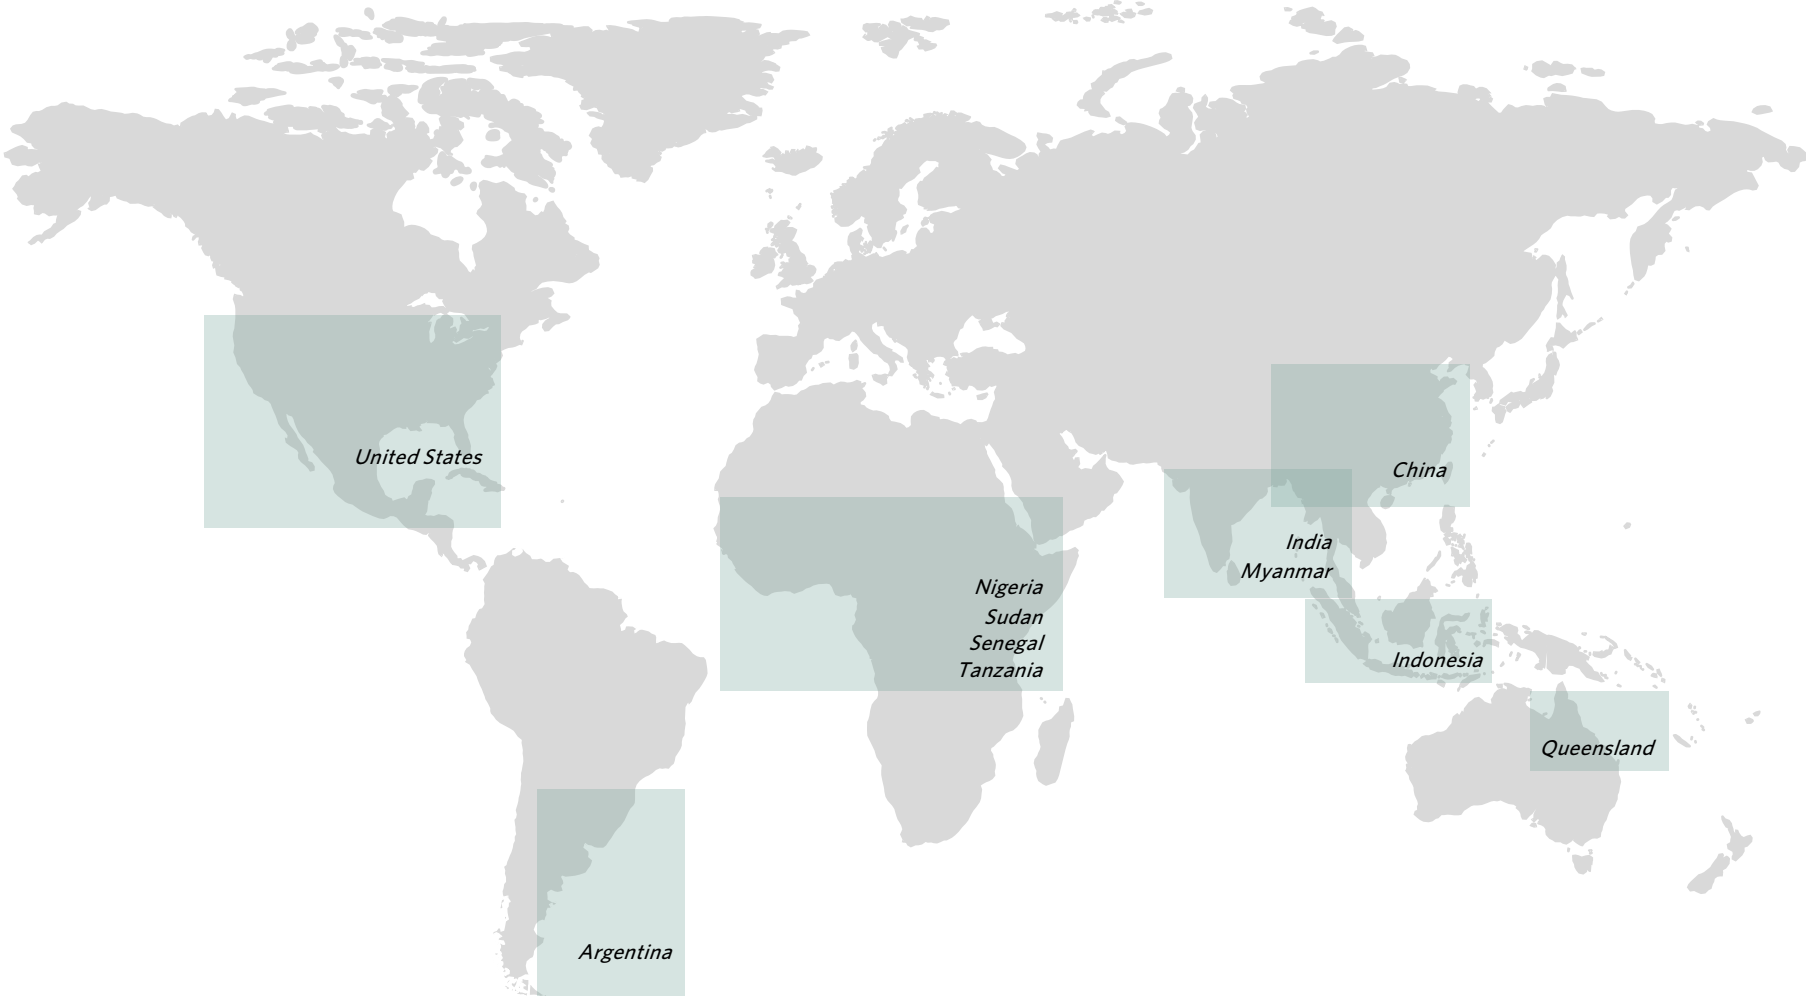 United States
China
India
Myanmar
Nigeria
Sudan
Senegal
Tanzania
Indonesia
Queensland
Argentina